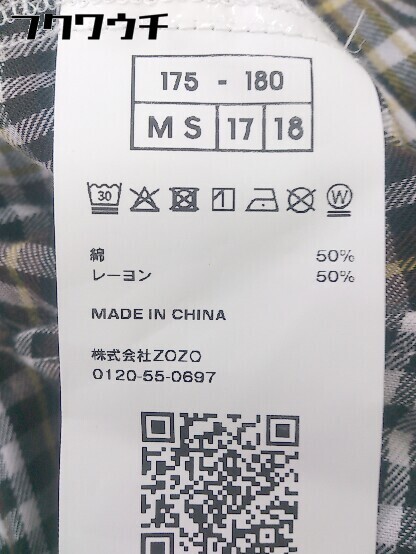 フクワウチ
175 - 180
MS 17 18
30 W
綿 50%
レーヨン 50%
MADE IN CHINA
株式会社ZOZO
0120-55-0697